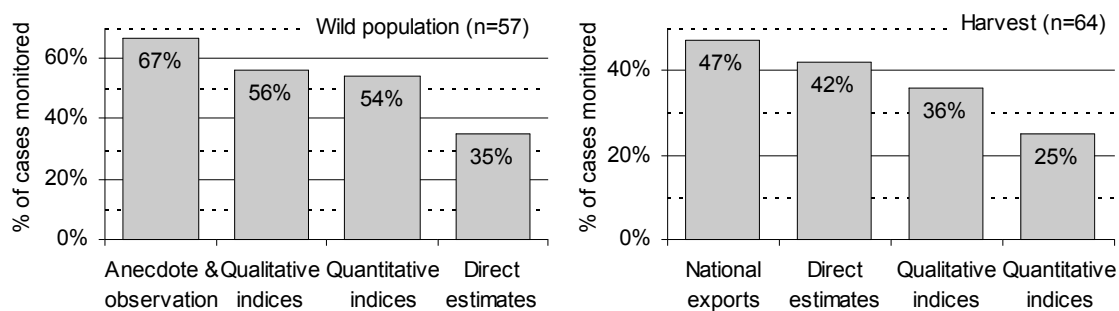 Wild population (n=57)
% of cases monitored
60%
40%
20%
0%
67%
56%
54%
35%
Anecdote & observation
Qualitative indices
Quantitative indices
Direct estimates
Harvest (n=64)
% of cases monitored
40%
20%
0%
47%
42%
36%
25%
National exports
Direct estimates
Qualitative indices
Quantitative indices